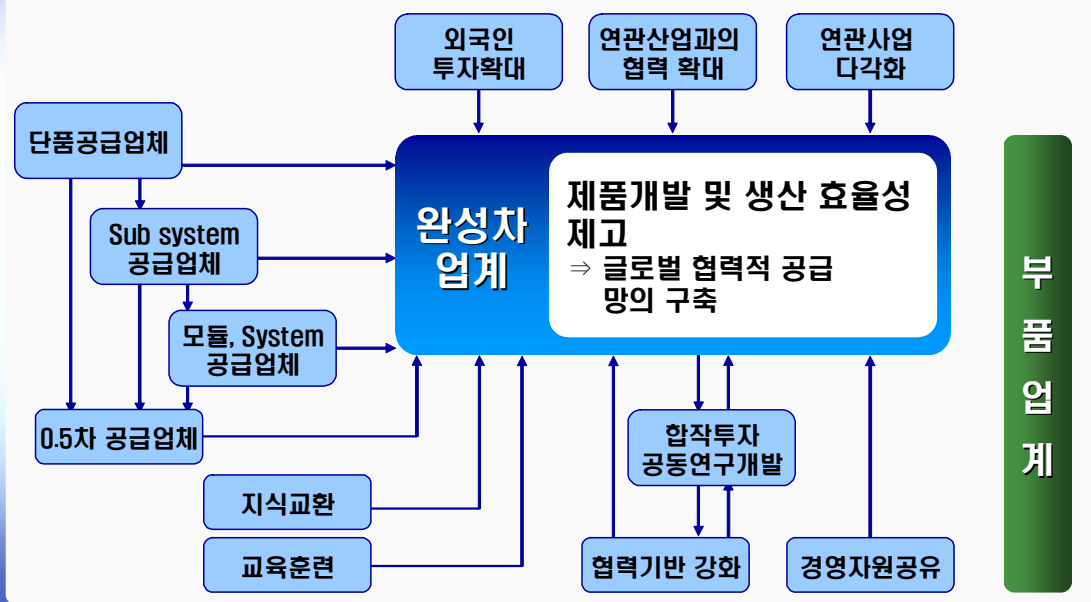 외국인
투자확대
연관산업과의
협력 확대
연관사업
다각화
단품공급업체
Sub system
공급업체
모듈, System
공급업체
0.5차 공급업체
완성차
업계
제품개발 및 생산 효율성
제고
⇒ 글로벌 협력적 공급
망의 구축
합작투자
공동연구개발
지식교환
교육훈련
협력기반 강화
경영자원공유
부
품
업
계